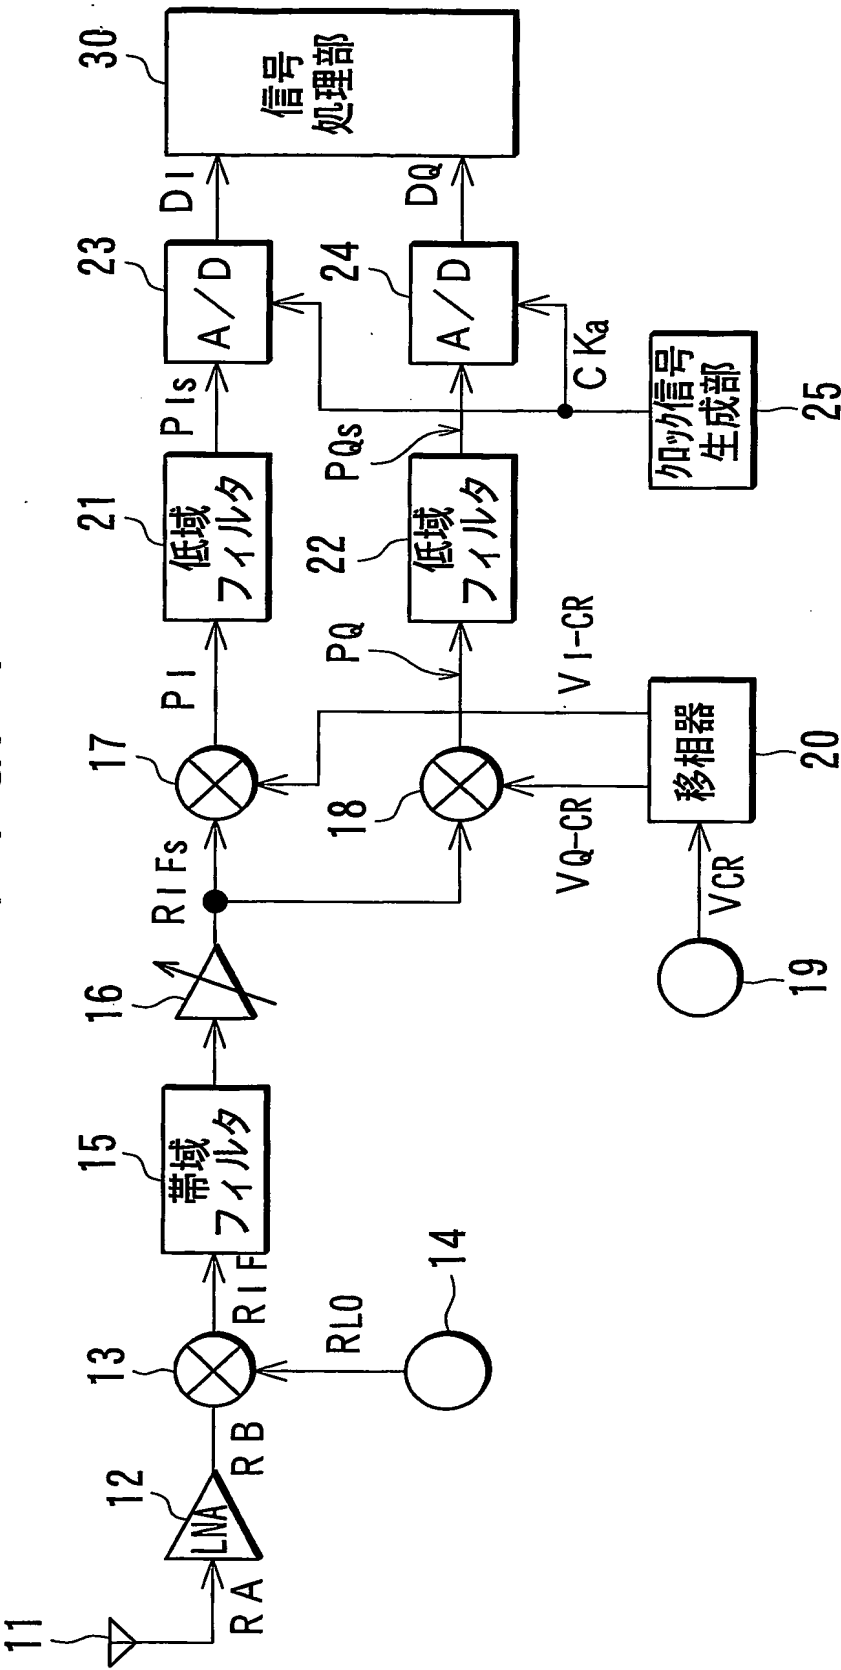 11
RA
12
LNA
RB
13
RLO
14
RIF
15
帯域
フィルタ
16
RIFs
17
18
PI
PQ
VQ-CR
VI-CR
VCR
19
移相器
20
21
低域
フィルタ
22
低域
フィルタ
PIs
PQs
23
A/D
24
A/D
CKa
クロック信号
生成部
25
DI
DQ
30
信号
処理部